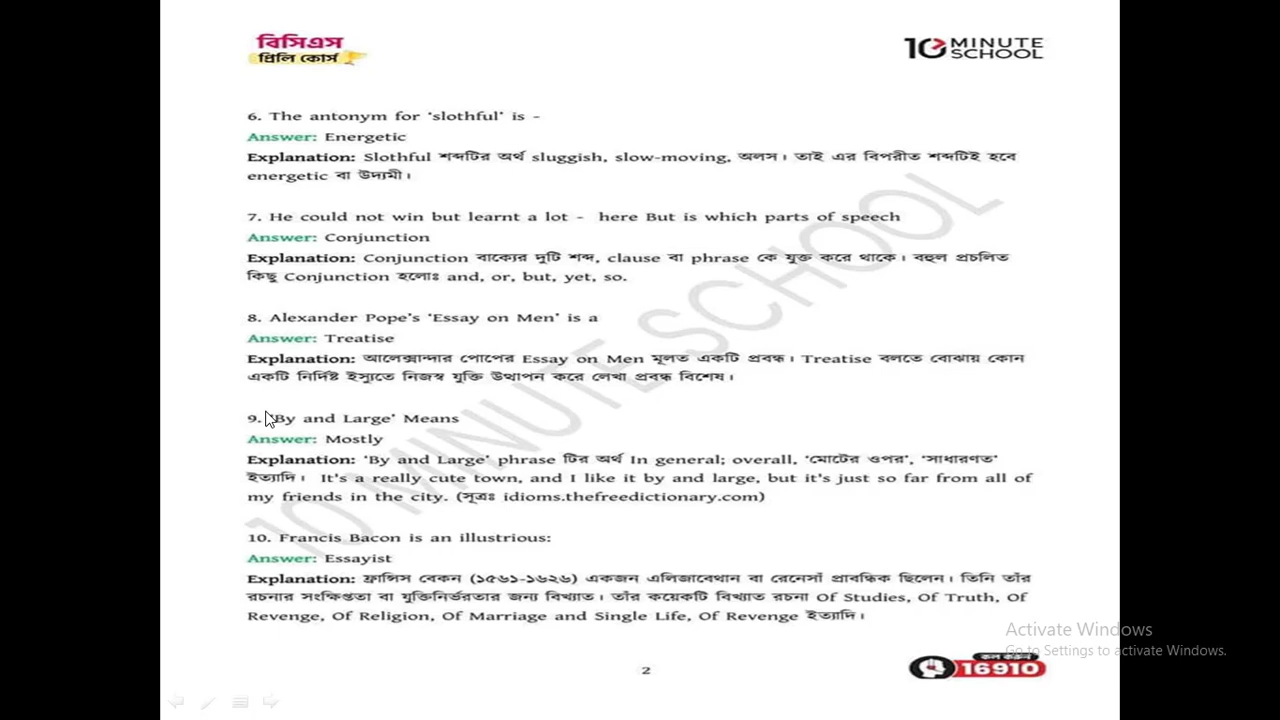 বিসিএস
প্রিলি কোর্স
10 MINUTE SCHOOL
6. The antonym for ‘slothful’ is -
Answer: Energetic
Explanation: Slothful শব্দটির অর্থ sluggish, slow-moving, অলস। তাই এর বিপরীত শব্দটিই হবে
energetic বা উদ্যমী।
7. He could not win but learnt a lot - here But is which parts of speech
Answer: Conjunction
Explanation: Conjunction বাক্যের দুটি শব্দ, clause বা phrase কে যুক্ত করে থাকে। বহুল প্রচলিত
কিছু Conjunction হলোঃ and, or, but, yet, so.
8. Alexander Pope’s ‘Essay on Men’ is a
Answer: Treatise
Explanation: আলেক্সান্দার পোপের Essay on Men মূলত একটি প্রবন্ধ। Treatise বলতে বোঝায় কোন
একটি নির্দিষ্ট ইস্যুতে নিজস্ব যুক্তি উত্থাপন করে লেখা প্রবন্ধ বিশেষ।
9. ‘By and Large’ Means
Answer: Mostly
Explanation: ‘By and Large’ phrase টির অর্থ In general; overall, ‘মোটের ওপর’, ‘সাধারণত’
ইত্যাদি। It’s a really cute town, and I like it by and large, but it’s just so far from all of
my friends in the city. (সূত্রঃ idioms.thefreedictionary.com)
10. Francis Bacon is an illustrious:
Answer: Essayist
Explanation: ফ্রান্সিস বেকন (১৫৬১-১৬২৬) একজন এলিজাবেথান বা রেনেসাঁ প্রাবন্ধিক ছিলেন। তিনি তাঁর
রচনার সংক্ষিপ্ততা বা যুক্তিনির্ভরতার জন্য বিখ্যাত। তাঁর কয়েকটি বিখ্যাত রচনা Of Studies, Of Truth, Of
Revenge, Of Religion, Of Marriage and Single Life, Of Revenge ইত্যাদি।
10 MINUTE SCHOOL
Activate Windows
Go to Settings to activate Windows.
কল করুন
16910
2